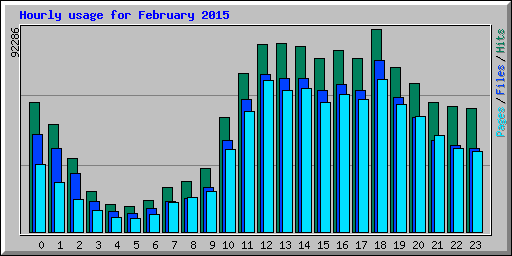 Hourly usage for February 2015
92286
Pages/Files/Hits
0 1 2 3 4 5 6 7 8 9 10 11 12 13 14 15 16 17 18 19 20 21 22 23